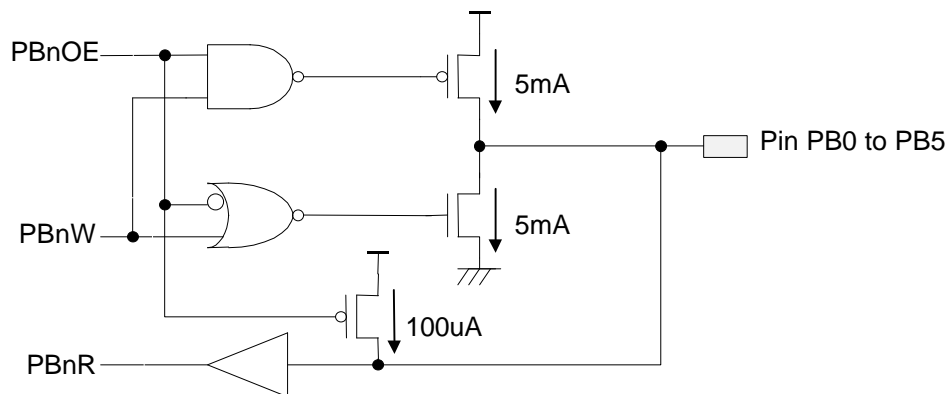 PBnOE
5mA
Pin PB0 to PB5
PBnW
5mA
100uA
PBnR